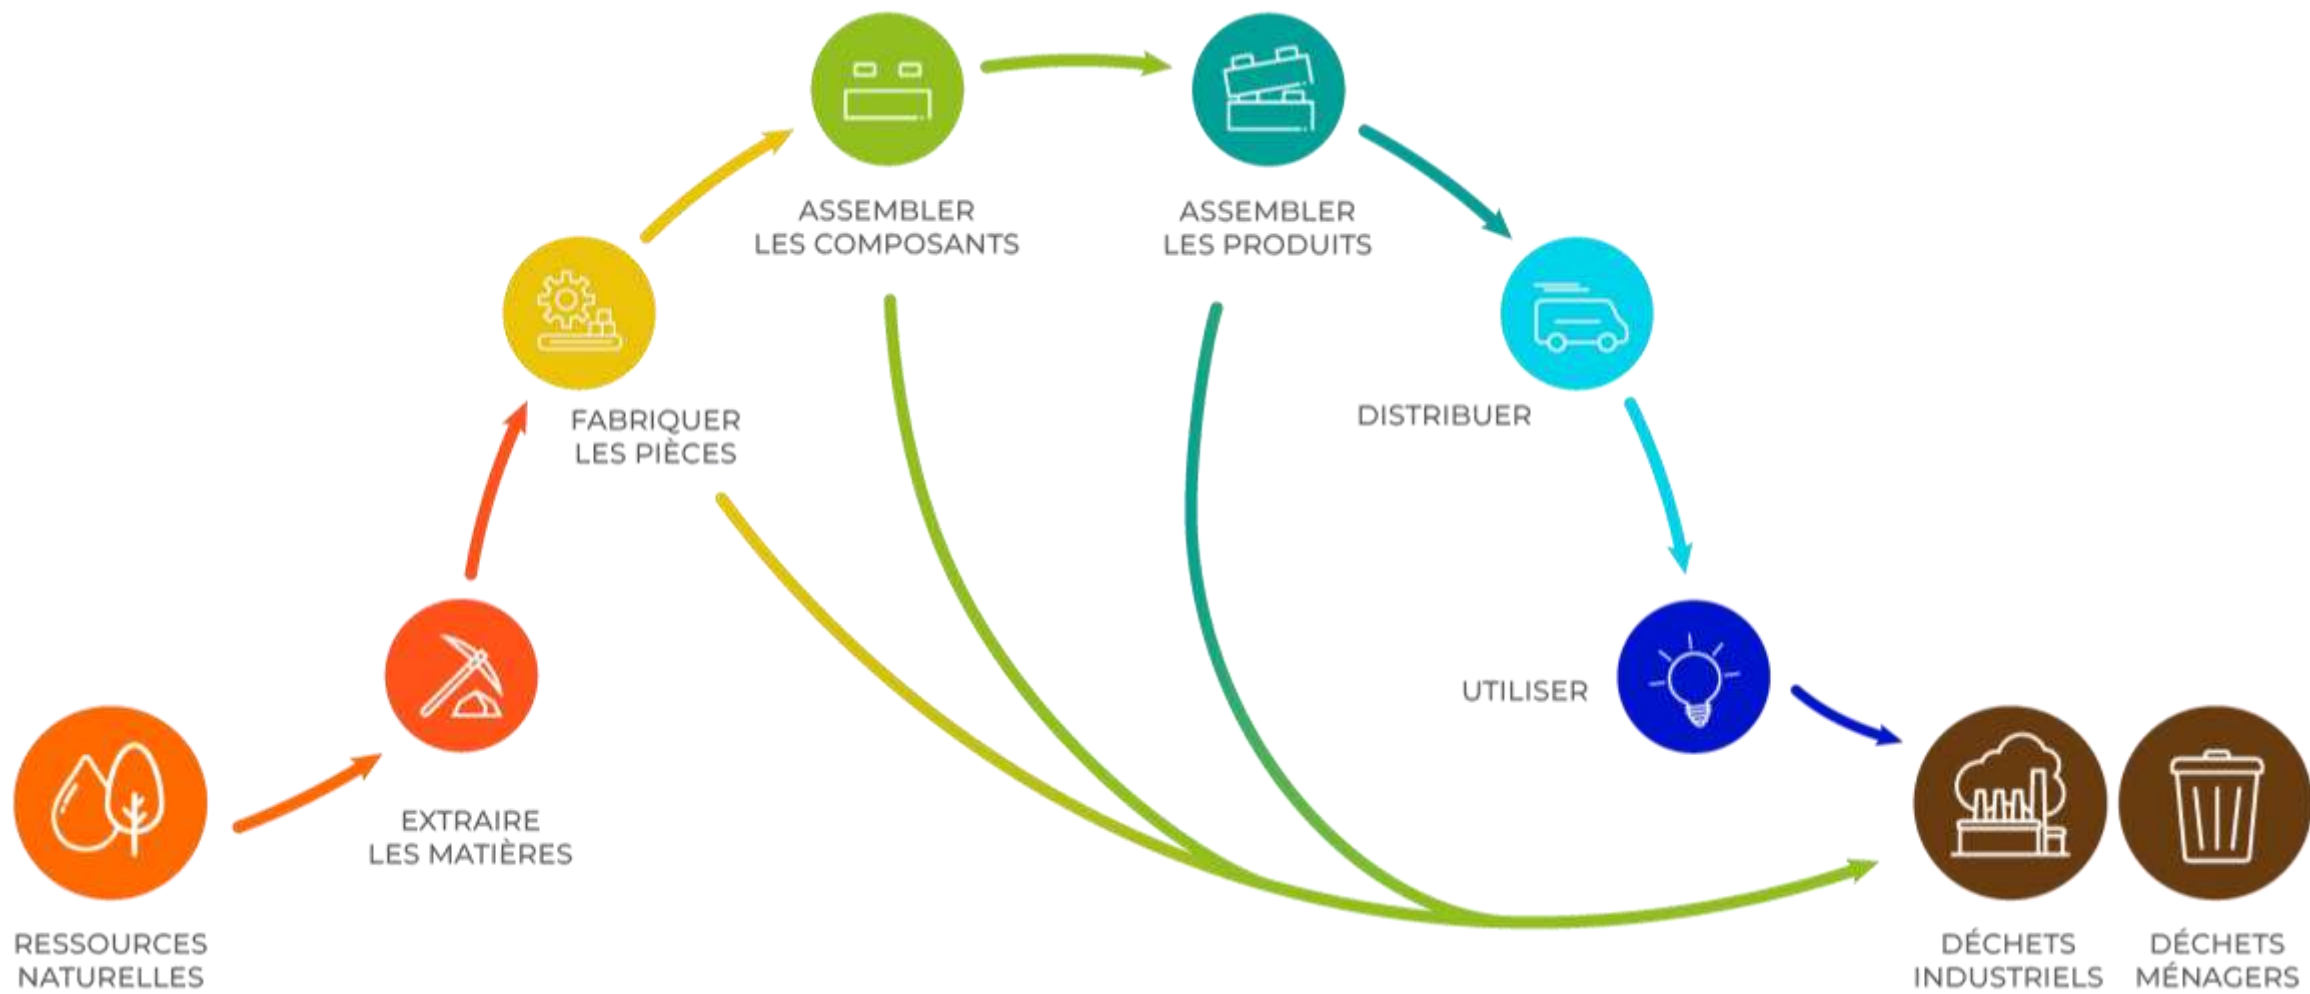 ASSEMBLER
LES COMPOSANTS
ASSEMBLER
LES PRODUITS
FABRIQUER
LES PIÈCES
DISTRIBUER
UTILISER
EXTRAIRE
LES MATIÈRES
RESSOURCES
NATURELLES
DÉCHETS
INDUSTRIELS
DÉCHETS
MÉNAGERS